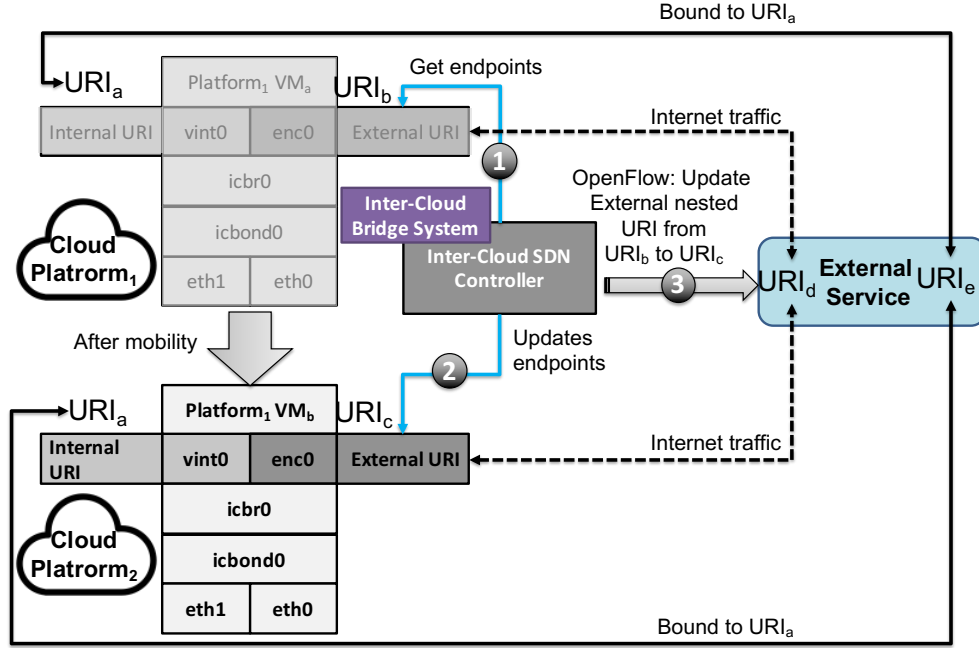 Bound to URIa
URIa
Platform1 VMa
URIb
Get endpoints
Internal URI
vint0
enc0
External URI
Internet traffic
1
icbr0
OpenFlow: Update
External nested
URI from
URIb to URIc
Inter-Cloud
Bridge System
Cloud
Platrorm1
icbond0
Inter-Cloud SDN
Controller
eth1
eth0
3
URId
External
Service
URIe
After mobility
Updates
endpoints
2
URIa
Platform1 VMb
URIc
Internal
URI
vint0
enc0
External URI
Internet traffic
icbr0
Cloud
Platrorm2
icbond0
eth1
eth0
Bound to URIa